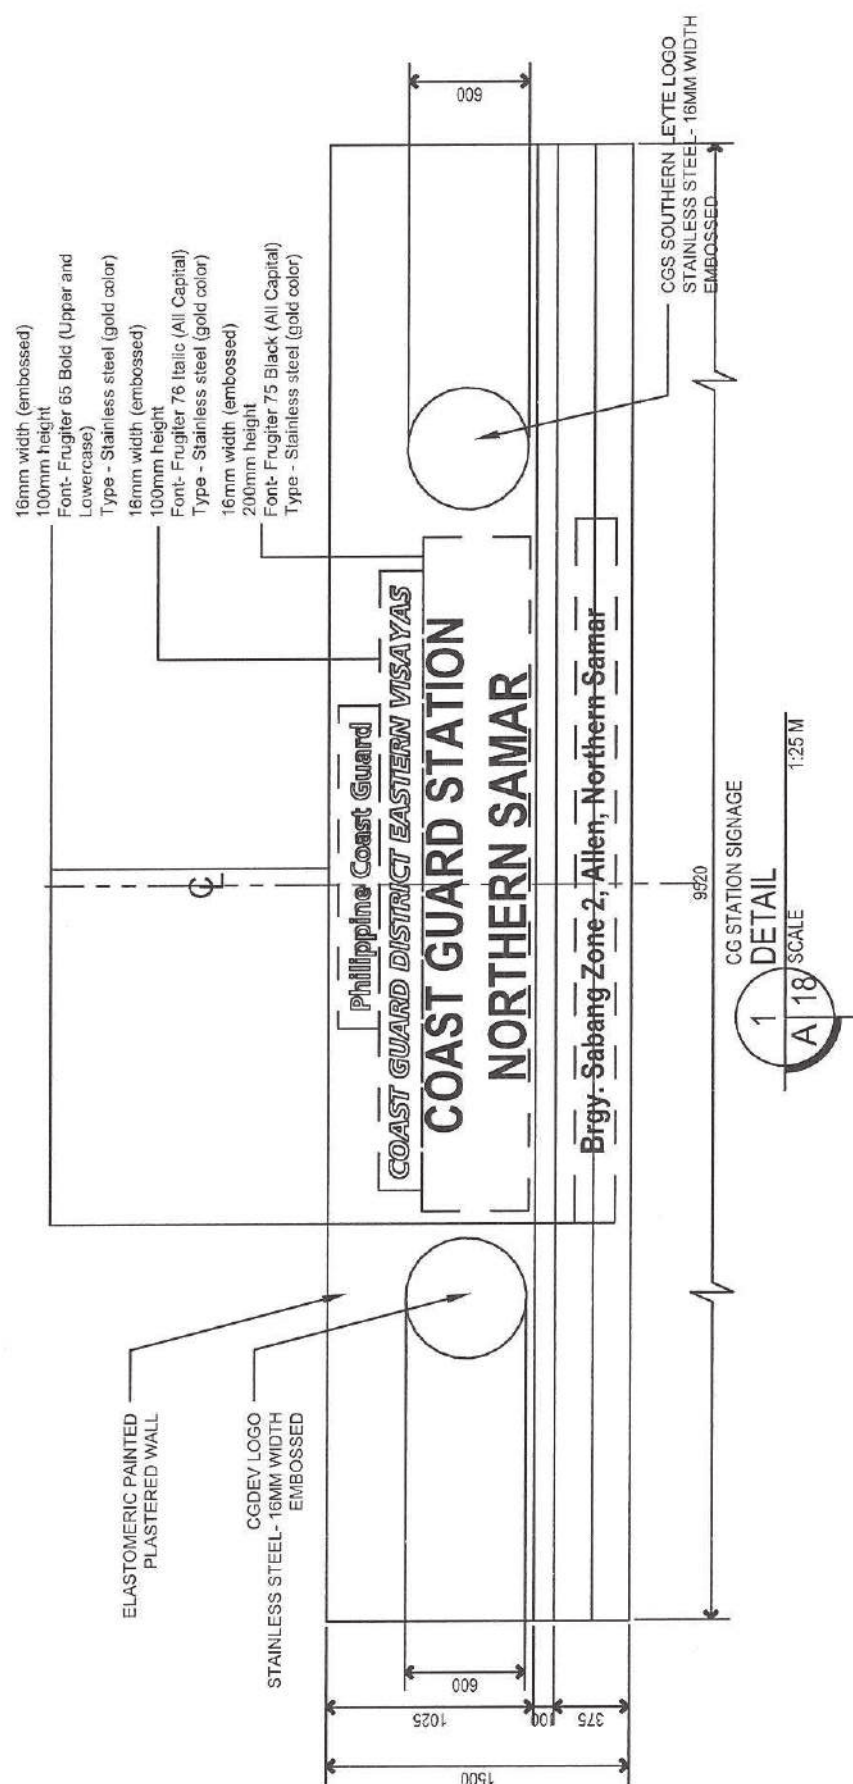 16mm width (embossed)
100mm height
Font- Frugiter 65 Bold (Upper and
Lowercase)
Type - Stainless steel (gold color)
16mm width (embossed)
100mm height
Font- Frugiter 76 Italic (All Capital)
Type - Stainless steel (gold color)
16mm width (embossed)
200mm height
Font- Frugiter 75 Black (All Capital)
Type - Stainless steel (gold color)
ELASTOMERIC PAINTED
PLASTERED WALL
CGDEV LOGO
STAINLESS STEEL- 16MM WIDTH
EMBOSSED
CL
Philippine Coast Guard
COAST GUARD DISTRICT EASTERN VISAYAS
COAST GUARD STATION
NORTHERN SAMAR
Brgy. Sabang Zone 2, Allen, Northern Samar
600
600
1025
100
375
1500
9520
CGS SOUTHERN LEYTE LOGO
STAINLESS STEEL- 16MM WIDTH
EMBOSSED
CG STATION SIGNAGE
1 DETAIL
A 18 SCALE 1:25 M